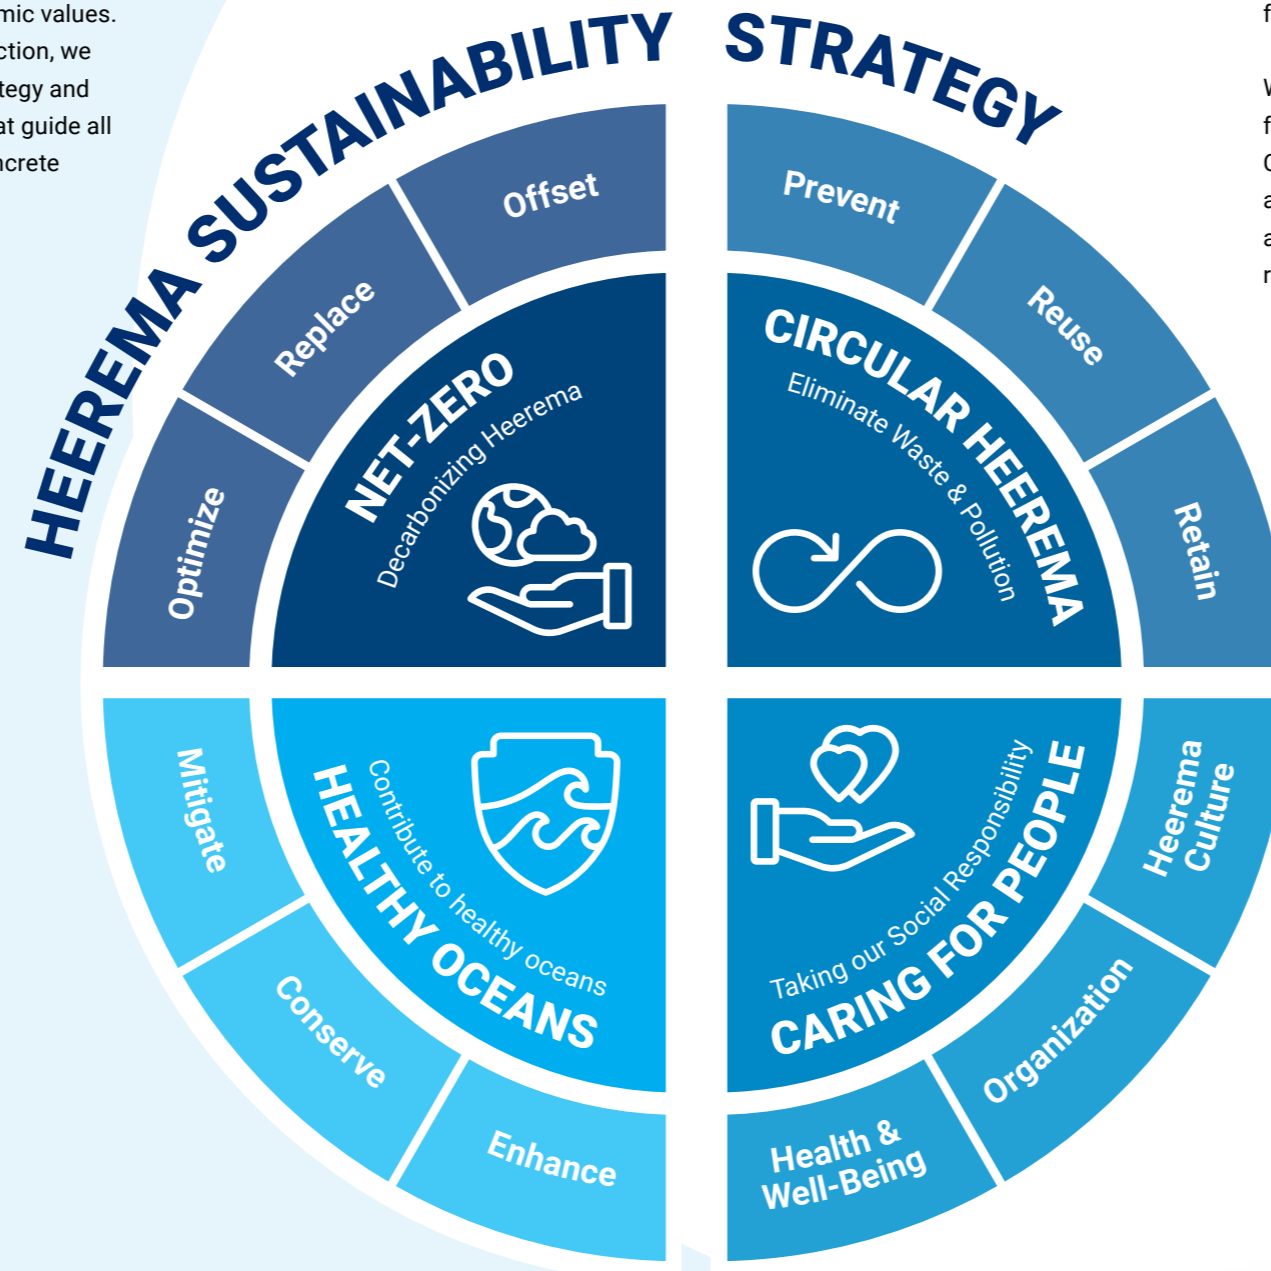 mic values.
ction, we
tegy and
at guide all
ncrete
HEEREMA SUSTAINABILITY STRATEGY
Optimize
Replace
Offset
NET-ZERO
Decarbonizing Heerema
Prevent
Reuse
Retain
CIRCULAR HEEREMA
Eliminate Waste & Pollution
Mitigate
Conserve
Enhance
Contribute to healthy oceans
HEALTHY OCEANS
Heerema
Culture
Organization
Health &
Well-Being
Taking our Social Responsibility
CARING FOR PEOPLE